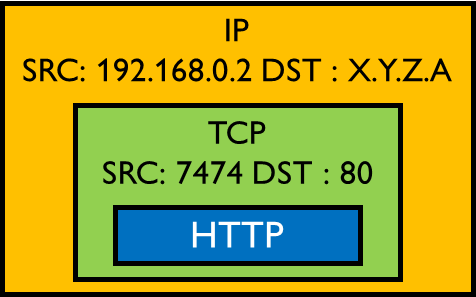 IP
SRC: 192.168.0.2 DST : X.Y.Z.A
TCP
SRC: 7474 DST : 80
HTTP